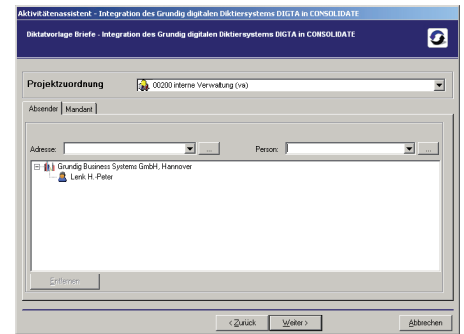 Aktivitätenassistent - Integration des Grundig digitalen Diktiersystems DIGTA in CONSOLIDATE
Diktatvorlage Briefe - Integration des Grundig digitalen Diktiersystems DIGTA in CONSOLIDATE
Projektzuordnung 00200 interne Verwaltung (va)
Absender Mandant
Adresse: ... Person: ...
Grundig Business Systems GmbH, Hannover
Lenk H.-Peter
Entfernen
< Zurück Weiter > Abbrechen